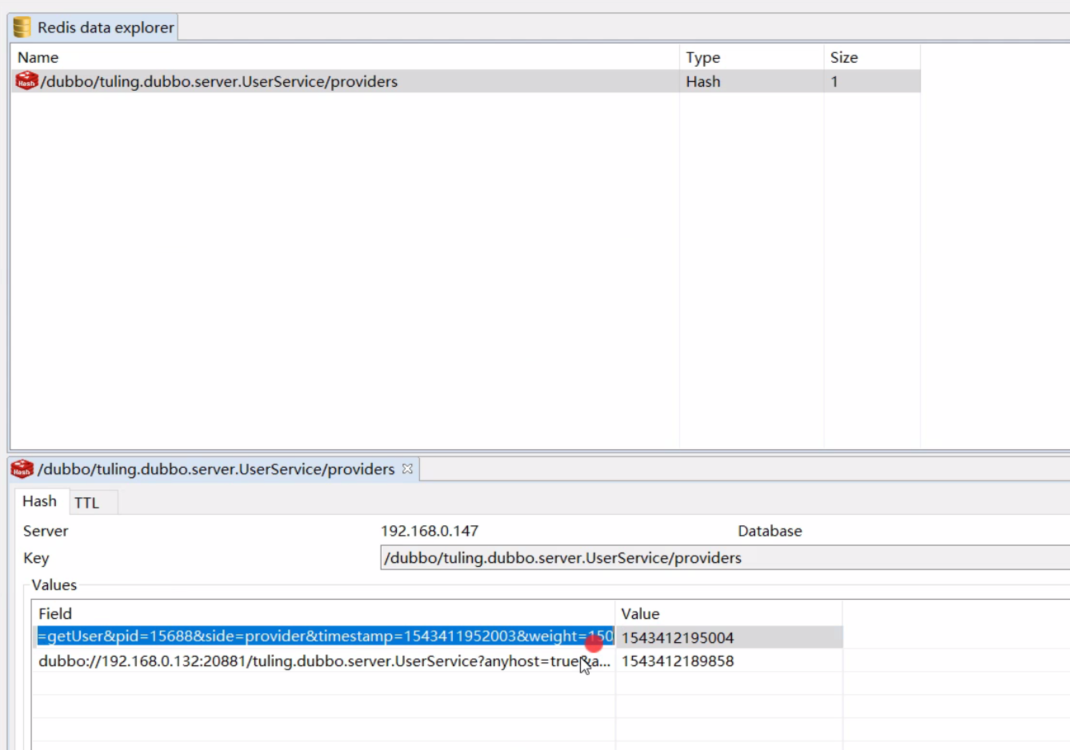 Redis data explorer
Name Type Size
/dubbo/tuling.dubbo.server.UserService/providers Hash 1
/dubbo/tuling.dubbo.server.UserService/providers
Hash TTL
Server 192.168.0.147 Database
Key /dubbo/tuling.dubbo.server.UserService/providers
Values
Field Value
=getUser&pid=15688&side=provider&timestamp=1543411952003&weight=150 1543412195004
dubbo://192.168.0.132:20881/tuling.dubbo.server.UserService?anyhost=true&a... 1543412189858